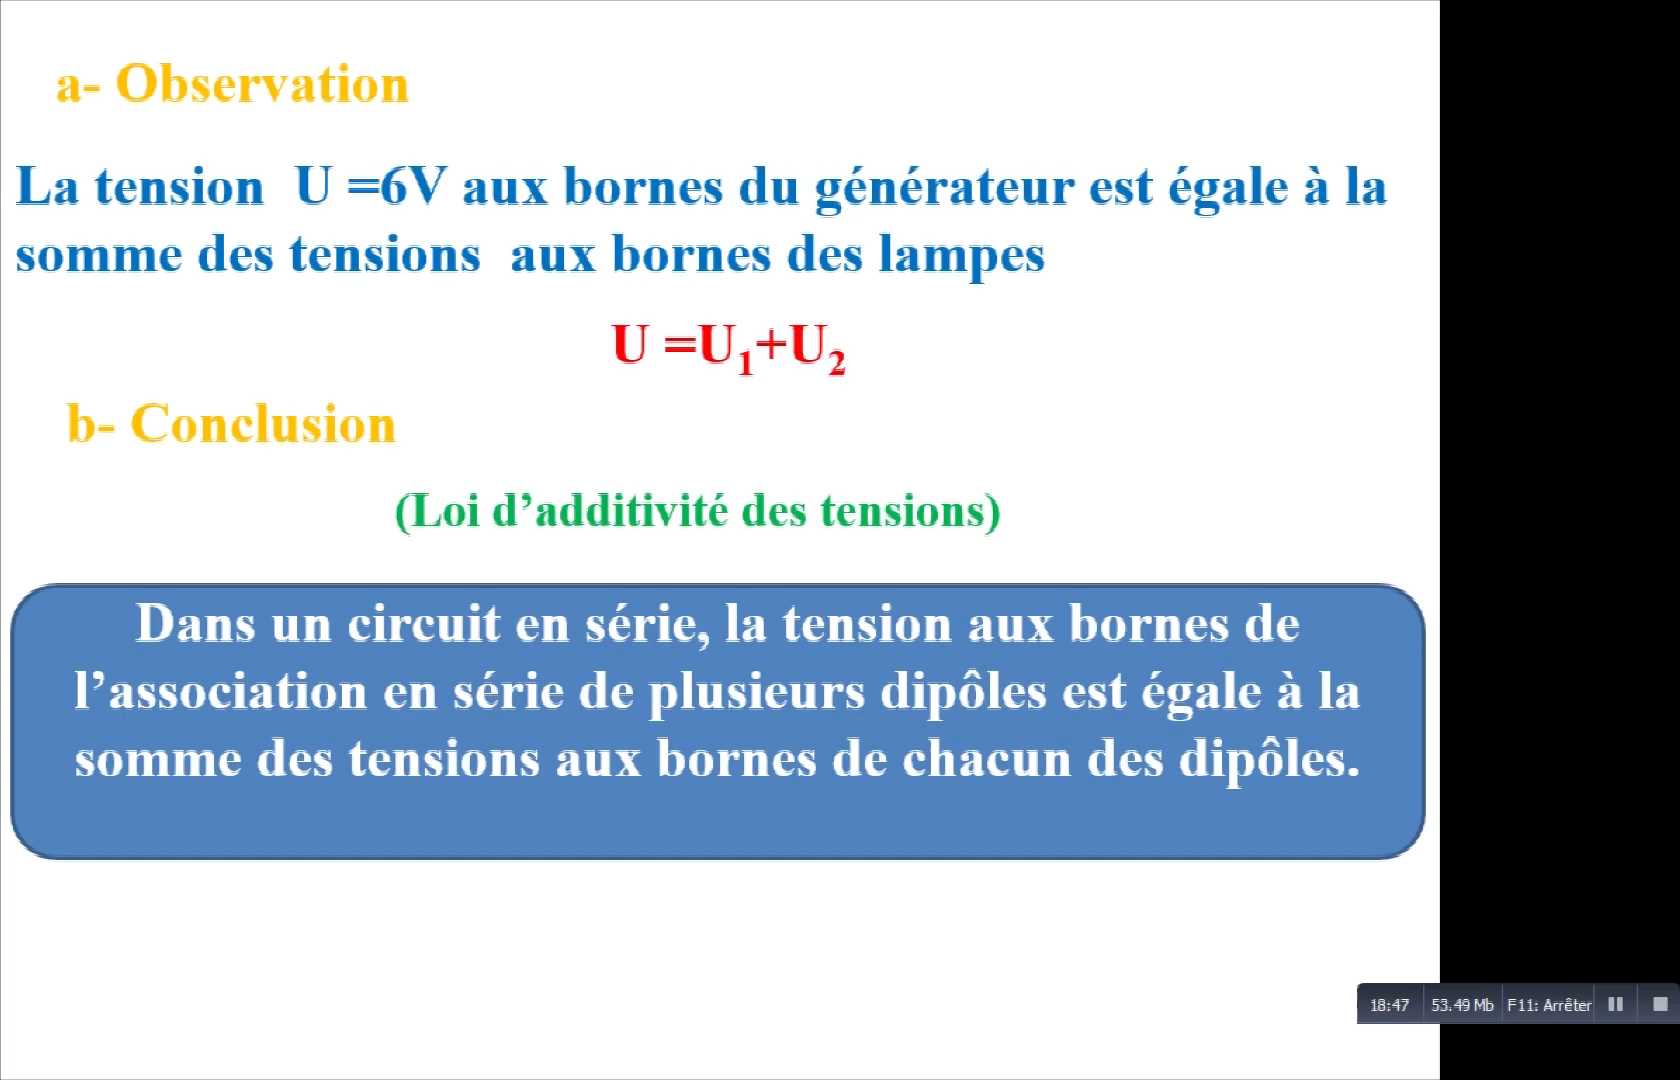 a- Observation
La tension U =6V aux bornes du générateur est égale à la
somme des tensions aux bornes des lampes
U =U₁+U₂
b- Conclusion
(Loi d’additivité des tensions)
Dans un circuit en série, la tension aux bornes de
l’association en série de plusieurs dipôles est égale à la
somme des tensions aux bornes de chacun des dipôles.
18:47 53.49 Mb F11: Arrêter